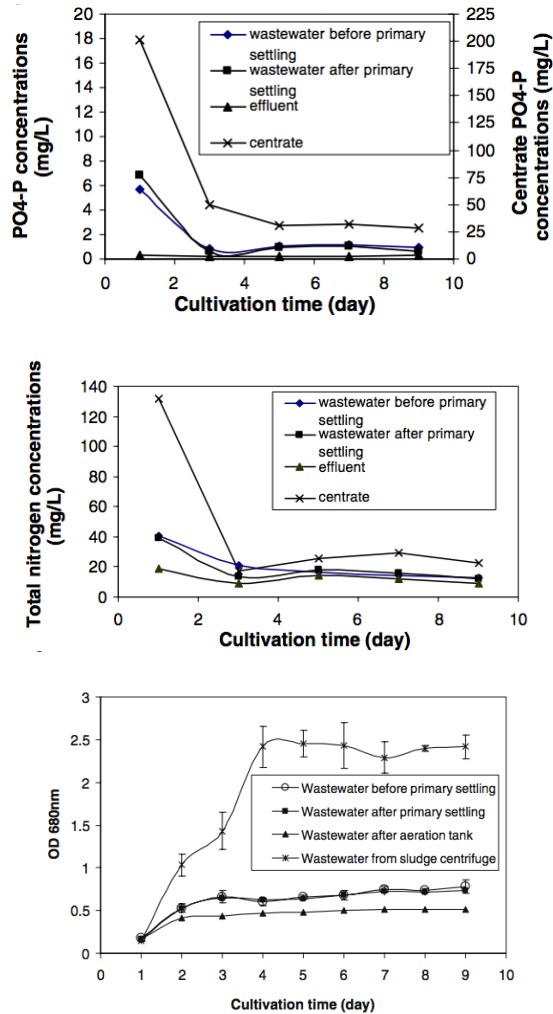 PO4-P concentrations
(mg/L)
20
18
16
14
12
10
8
6
4
2
0
wastewater before primary
settling
wastewater after primary
settling
effluent
centrate
225
200
175
150
125
100
75
50
25
0
Centrate PO4-P
concentrations (mg/L)
0 2 4 6 8 10
Cultivation time (day)
Total nitrogen concentrations
(mg/L)
140
120
100
80
60
40
20
0
wastewater before primary
settling
wastewater after primary
settling
effluent
centrate
0 2 4 6 8 10
Cultivation time (day)
OD 680nm
3
2.5
2
1.5
1
0.5
0
Wastewater before primary settling
Wastewater after primary settling
Wastewater after aeration tank
Wastewater from sludge centrifuge
0 1 2 3 4 5 6 7 8 9 10
Cultivation time (day)